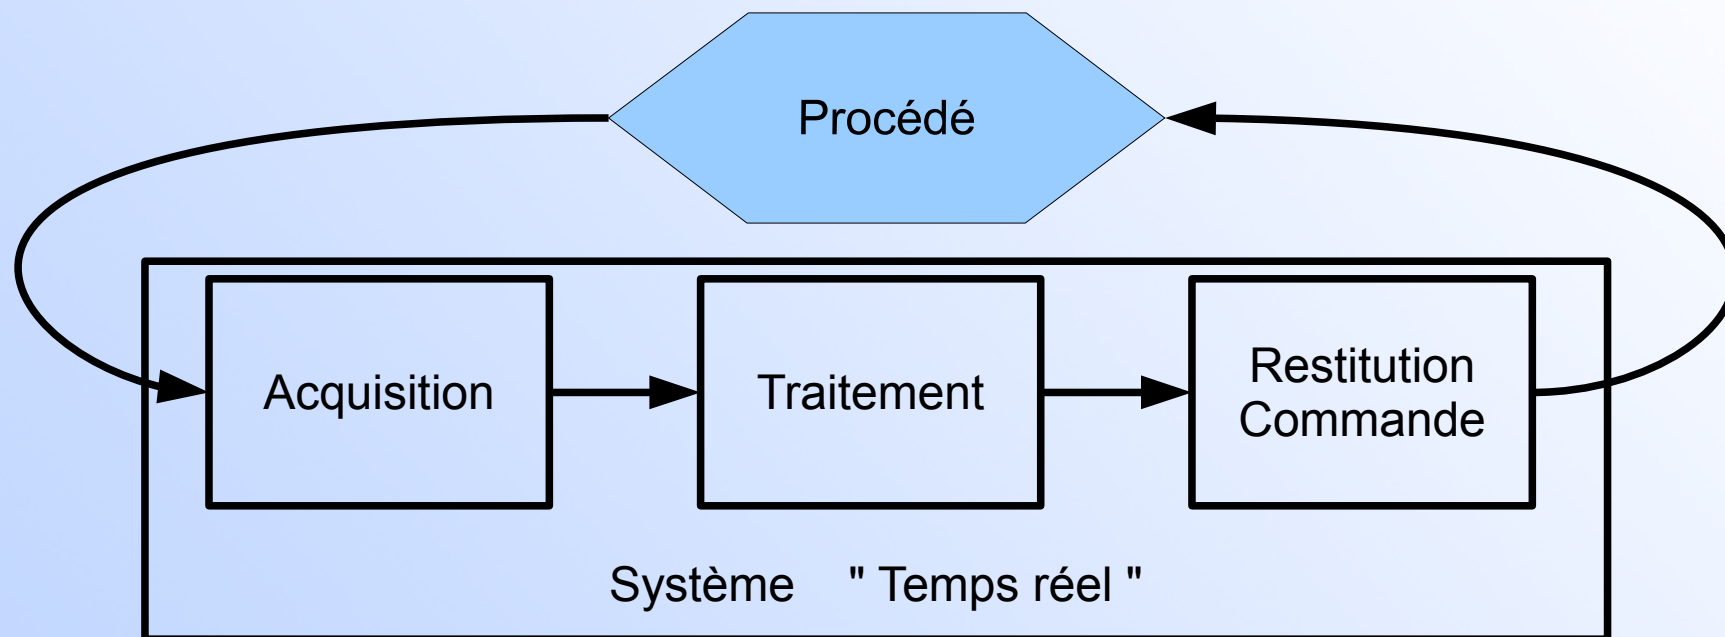 Procédé
Acquisition
Traitement
Restitution
Commande
Système " Temps réel "